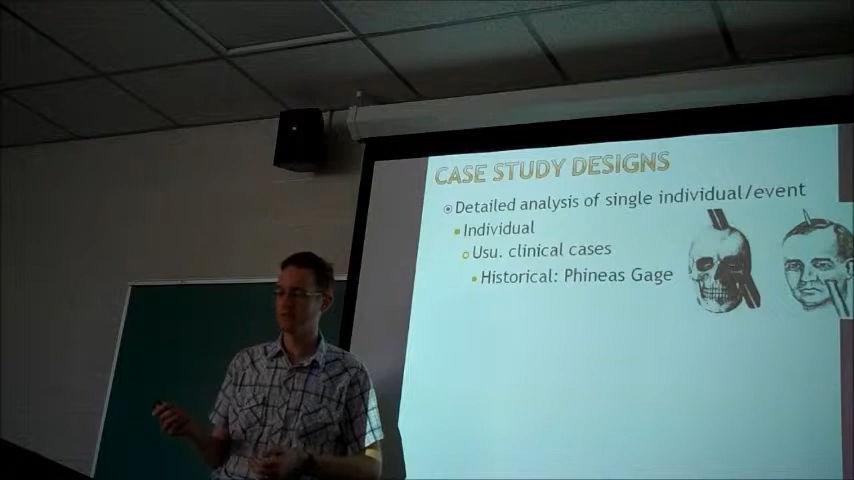 CASE STUDY DESIGNS
Detailed analysis of single individual/event
Individual
Usu. clinical cases
Historical: Phineas Gage